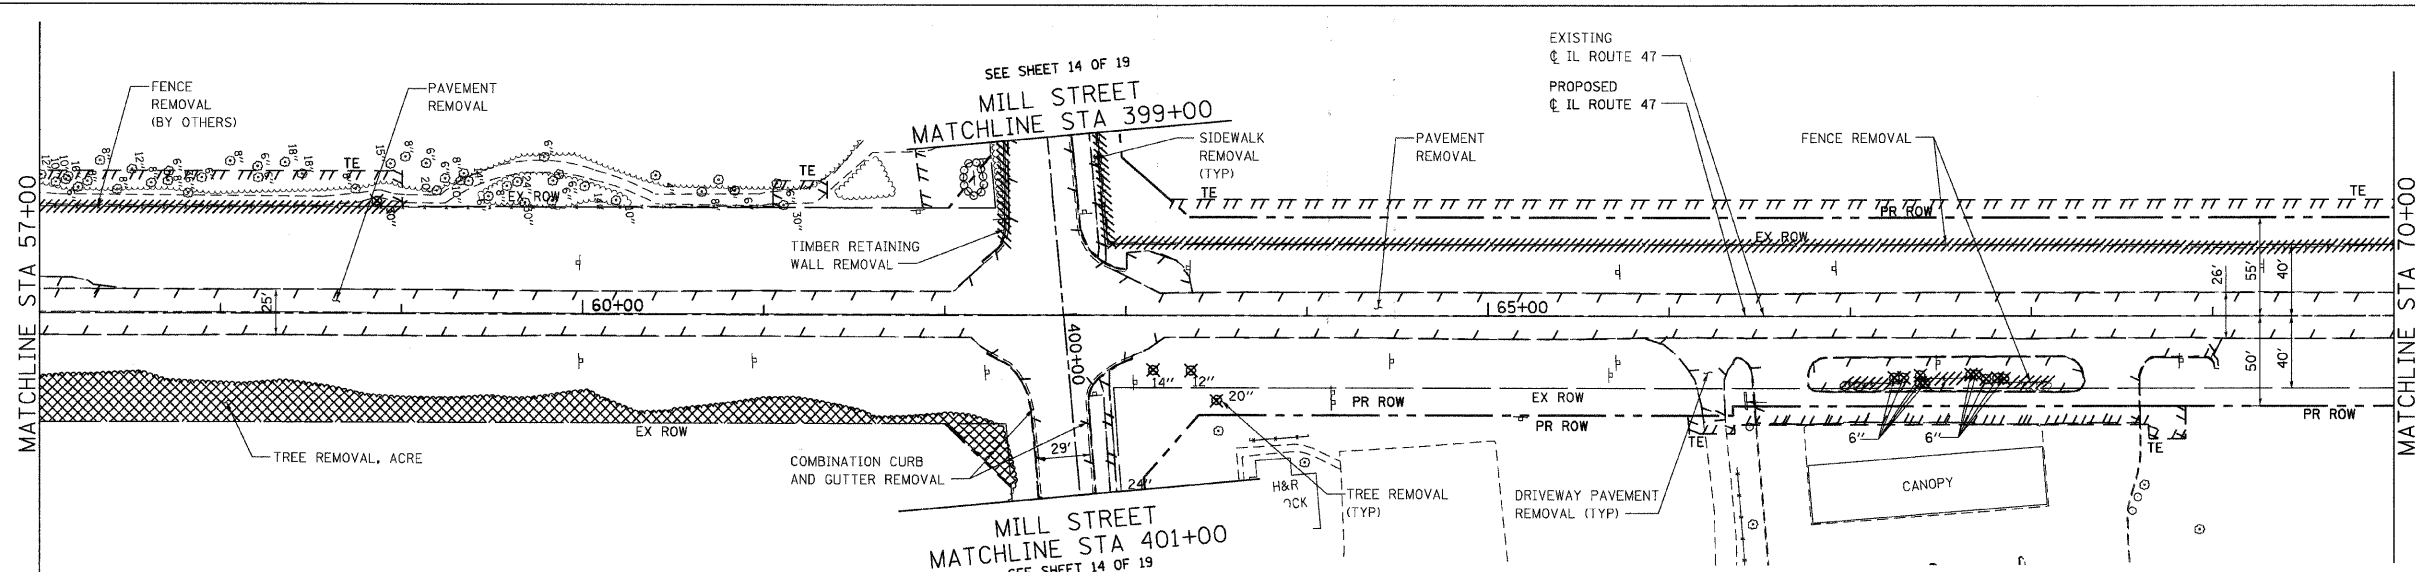 SEE SHEET 14 OF 19
MILL STREET
MATCHLINE STA 399+00
EXISTING
℄ IL ROUTE 47
PROPOSED
℄ IL ROUTE 47
FENCE
REMOVAL
(BY OTHERS)
PAVEMENT
REMOVAL
SIDEWALK
REMOVAL
(TYP)
PAVEMENT
REMOVAL
FENCE REMOVAL
TE
TE
TE
TE
EX ROW
PR ROW
EX ROW
MATCHLINE STA 57+00
MATCHLINE STA 70+00
TIMBER RETAINING
WALL REMOVAL
25'
60+00
65+00
400+00
26'
55'
40'
50'
40'
14"
12"
20"
EX ROW
PR ROW
EX ROW
PR ROW
PR ROW
TREE REMOVAL, ACRE
COMBINATION CURB
AND GUTTER REMOVAL
29'
24"
H&R
TREE REMOVAL
(TYP)
DRIVEWAY PAVEMENT
REMOVAL (TYP)
TE
6"
6"
TE
CANOPY
MILL STREET
MATCHLINE STA 401+00
SEE SHEET 14 OF 19